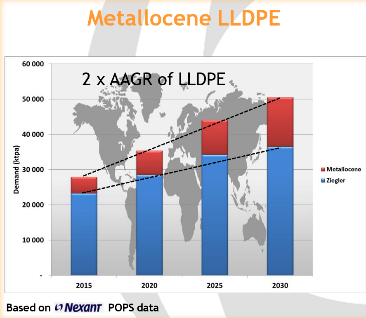 Metallocene LLDPE
2 x AAGR of LLDPE
60 000
50 000
40 000
30 000
20 000
10 000
-
Demand (ktpa)
2015 2020 2025 2030
Metallocene
Ziegler
Based on Nexant POPS data